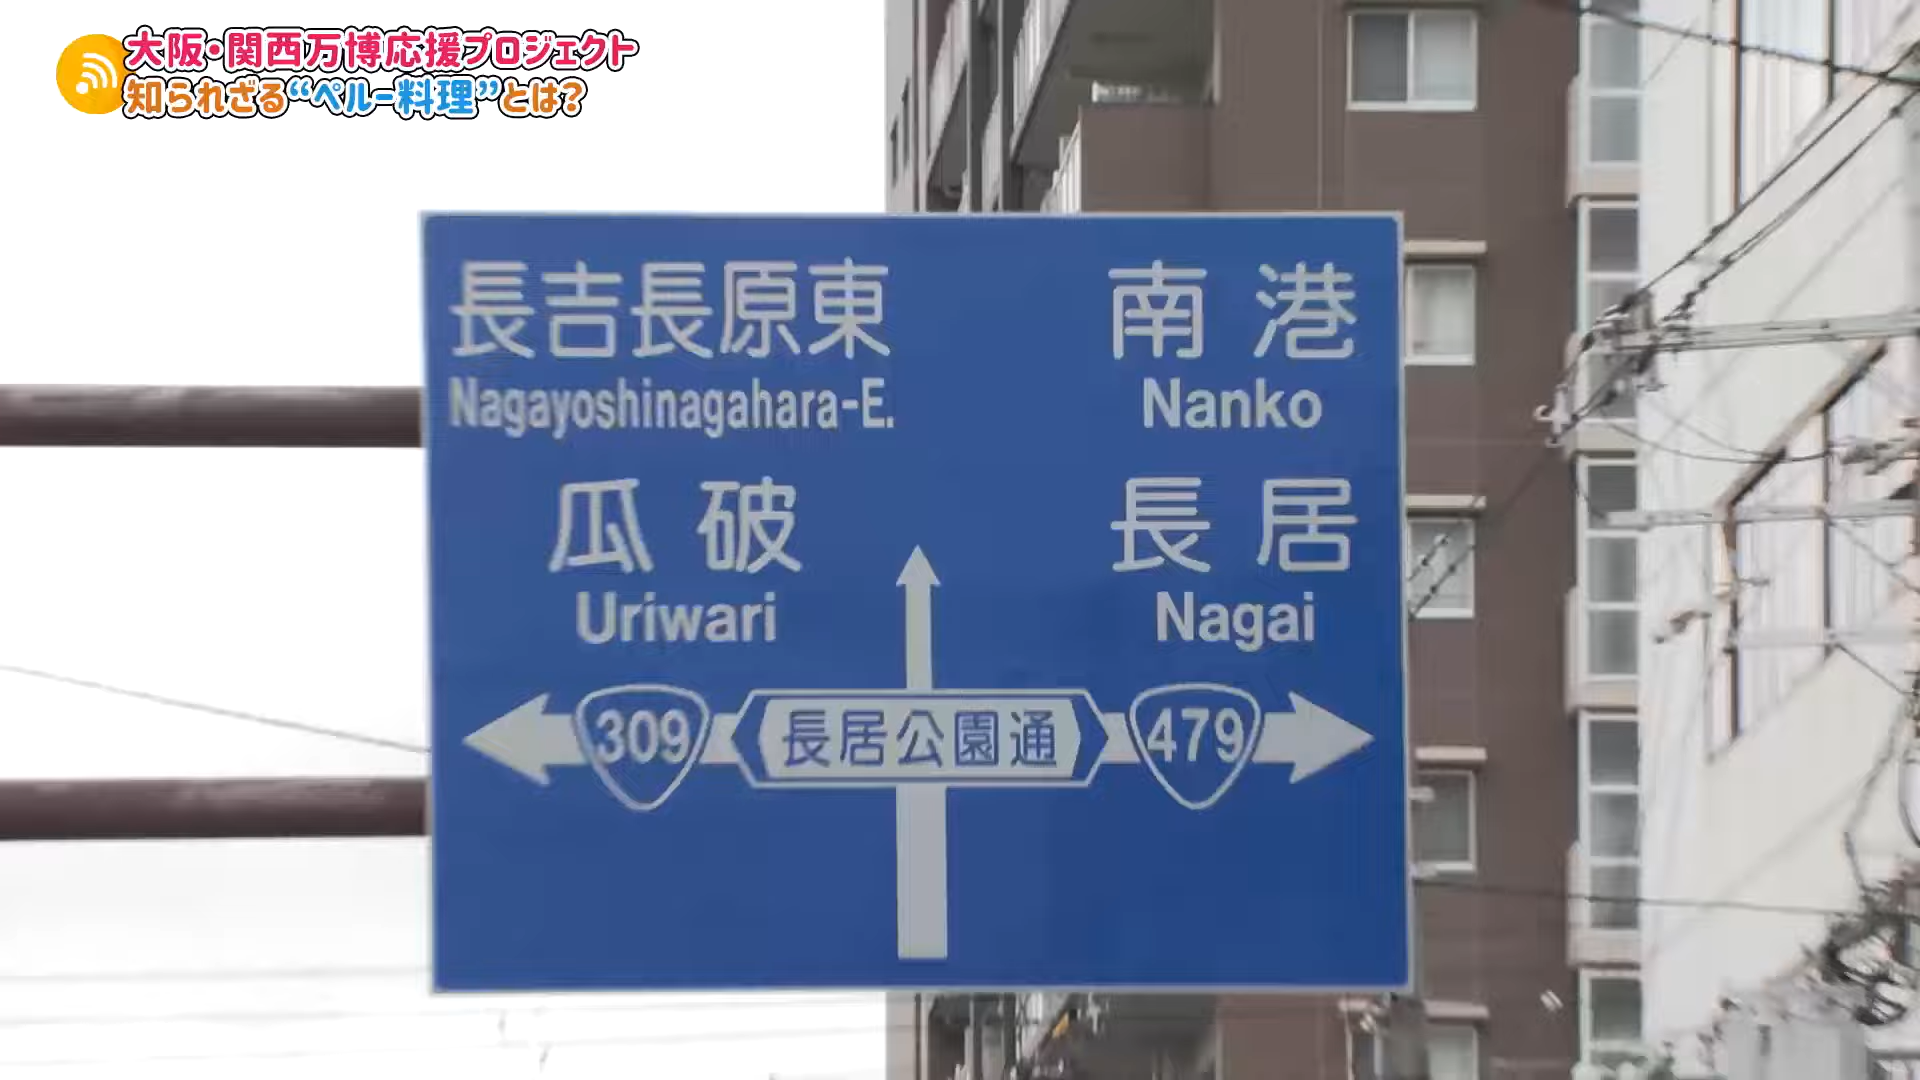 大阪・関西万博応援プロジェクト
知られざる“ペルー料理”とは？
長吉長原東
Nagayoshinagahara-E.
南港
Nanko
瓜破
Uriwari
長居
Nagai
309
長居公園通
479